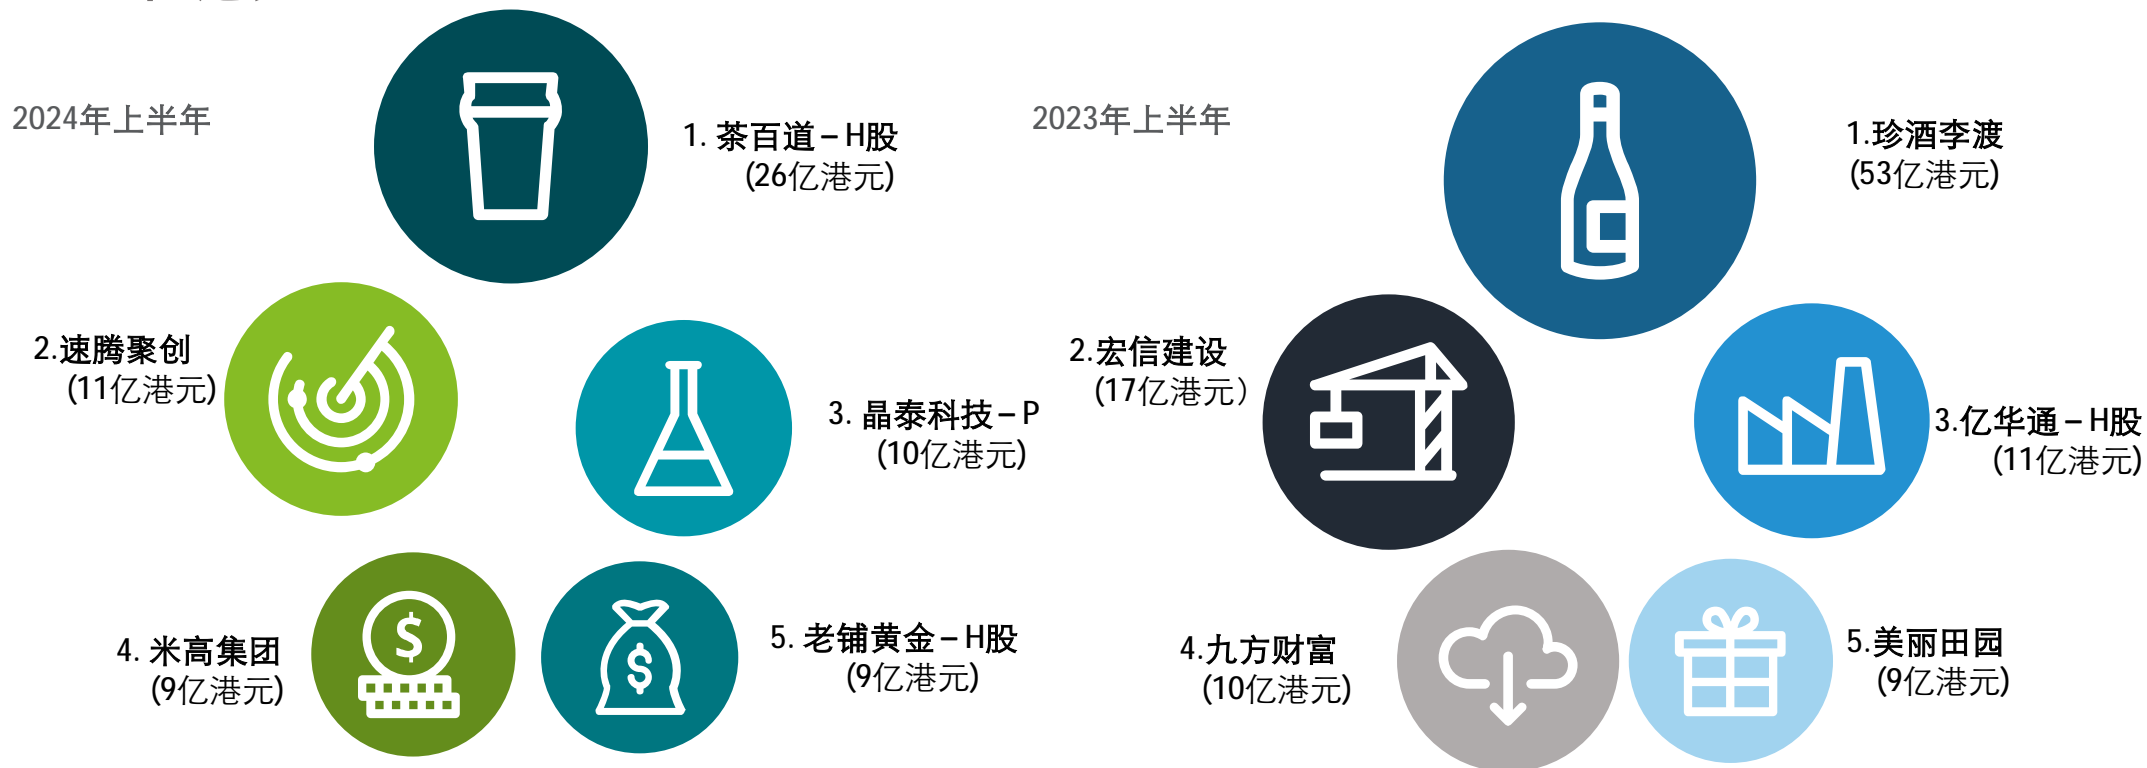 2024年上半年
1. 茶百道 – H股
(26亿港元)
2.速腾聚创
(11亿港元)
3. 晶泰科技 – P
(10亿港元)
4. 米高集团
(9亿港元)
5. 老铺黄金 – H股
(9亿港元)
2023年上半年
1.珍酒李渡
(53亿港元)
2.宏信建设
(17亿港元）
3.亿华通 – H股
(11亿港元)
4.九方财富
(10亿港元)
5.美丽田园
(9亿港元)